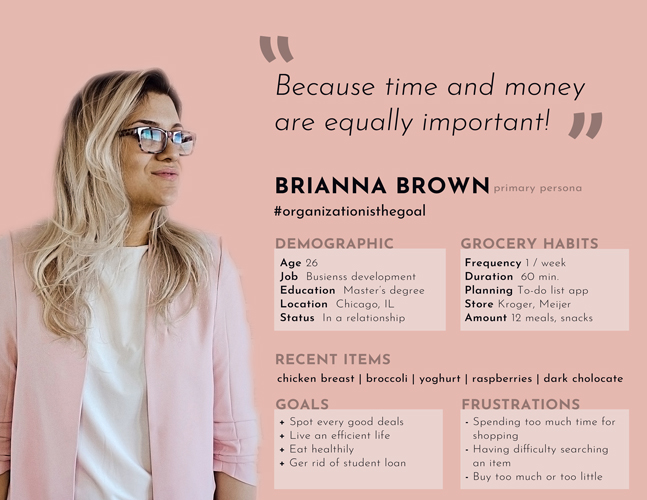 “
Because time and money
are equally important!
”
BRIANNA BROWN primary persona
#organizationisthegoal
DEMOGRAPHIC
Age 26
Job Busienss development
Education Master's degree
Location Chicago, IL
Status In a relationship
GROCERY HABITS
Frequency 1 / week
Duration 60 min.
Planning To-do list app
Store Kroger, Meijer
Amount 12 meals, snacks
RECENT ITEMS
chicken breast | broccoli | yoghurt | raspberries | dark cholocate
GOALS
+ Spot every good deals
+ Live an efficient life
+ Eat healthily
+ Ger rid of student loan
FRUSTRATIONS
- Spending too much time for
shopping
- Having difficulty searching
an item
- Buy too much or too little